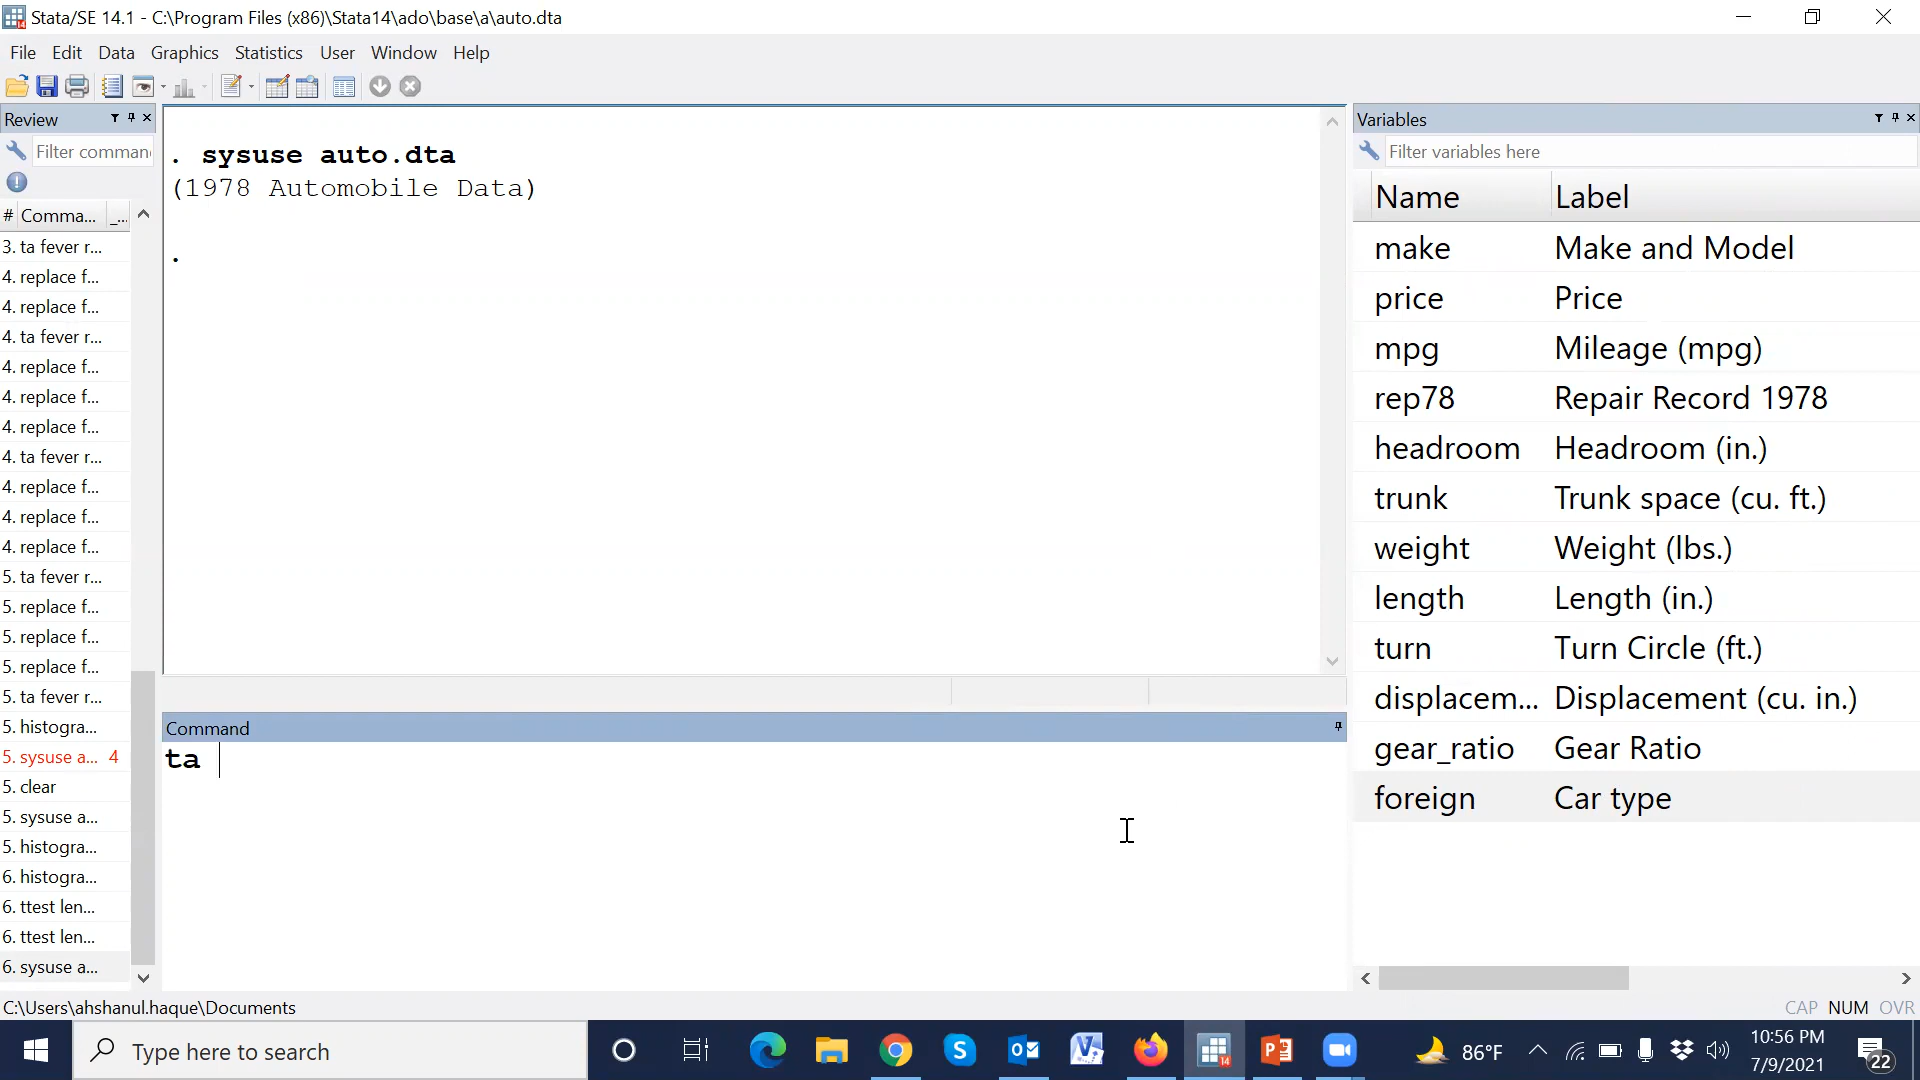 Stata/SE 14.1 - C:\Program Files (x86)\Stata14\ado\base\a\auto.dta
File Edit Data Graphics Statistics User Window Help
Review
Filter comman
# Comma... _...
3. ta fever r...
4. replace f...
4. replace f...
4. ta fever r...
4. replace f...
4. replace f...
4. replace f...
4. ta fever r...
4. replace f...
4. replace f...
4. replace f...
5. ta fever r...
5. replace f...
5. replace f...
5. replace f...
5. ta fever r...
5. histogra...
5. sysuse a... 4
5. clear
5. sysuse a...
5. histogra...
6. histogra...
6. ttest len...
6. ttest len...
6. sysuse a...
. sysuse auto.dta
(1978 Automobile Data)
.
Command
ta
Variables
Filter variables here
Name Label
make Make and Model
price Price
mpg Mileage (mpg)
rep78 Repair Record 1978
headroom Headroom (in.)
trunk Trunk space (cu. ft.)
weight Weight (lbs.)
length Length (in.)
turn Turn Circle (ft.)
displacem... Displacement (cu. in.)
gear_ratio Gear Ratio
foreign Car type
C:\Users\ahshanul.haque\Documents
CAP NUM OVR
Type here to search
86°F
10:56 PM
7/9/2021
22